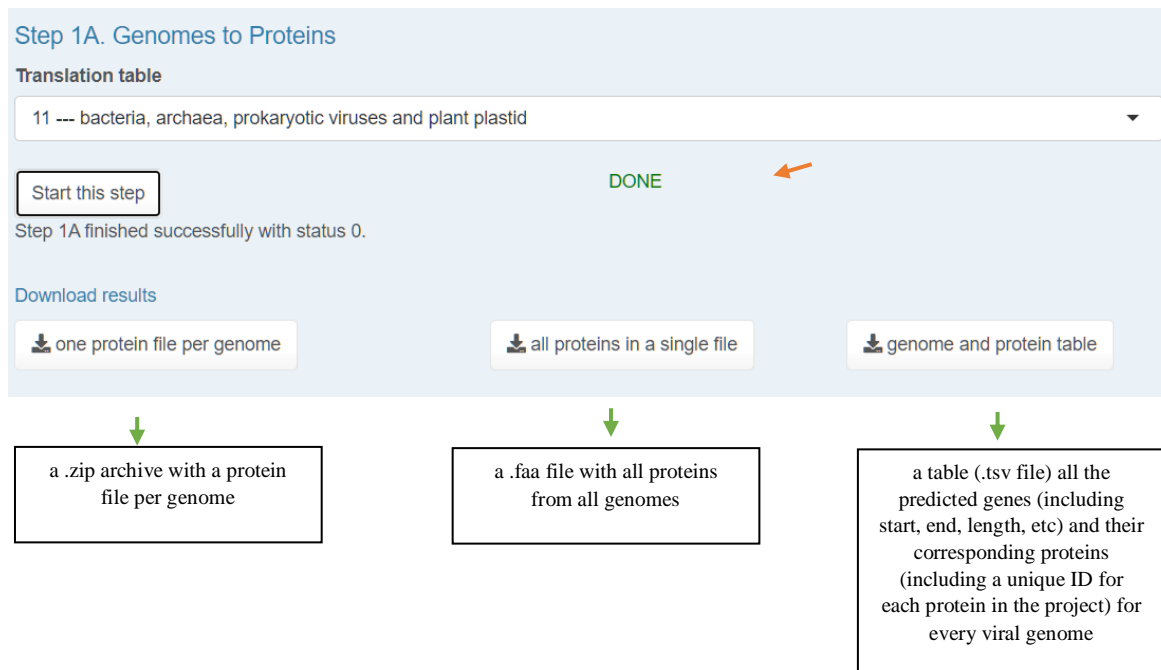 Step 1A. Genomes to Proteins
Translation table
11 --- bacteria, archaea, prokaryotic viruses and plant plastid
Start this step
DONE
Step 1A finished successfully with status 0.
Download results
one protein file per genome
all proteins in a single file
genome and protein table
a .zip archive with a protein
file per genome
a .faa file with all proteins
from all genomes
a table (.tsv file) all the
predicted genes (including
start, end, length, etc) and their
corresponding proteins
(including a unique ID for
each protein in the project) for
every viral genome